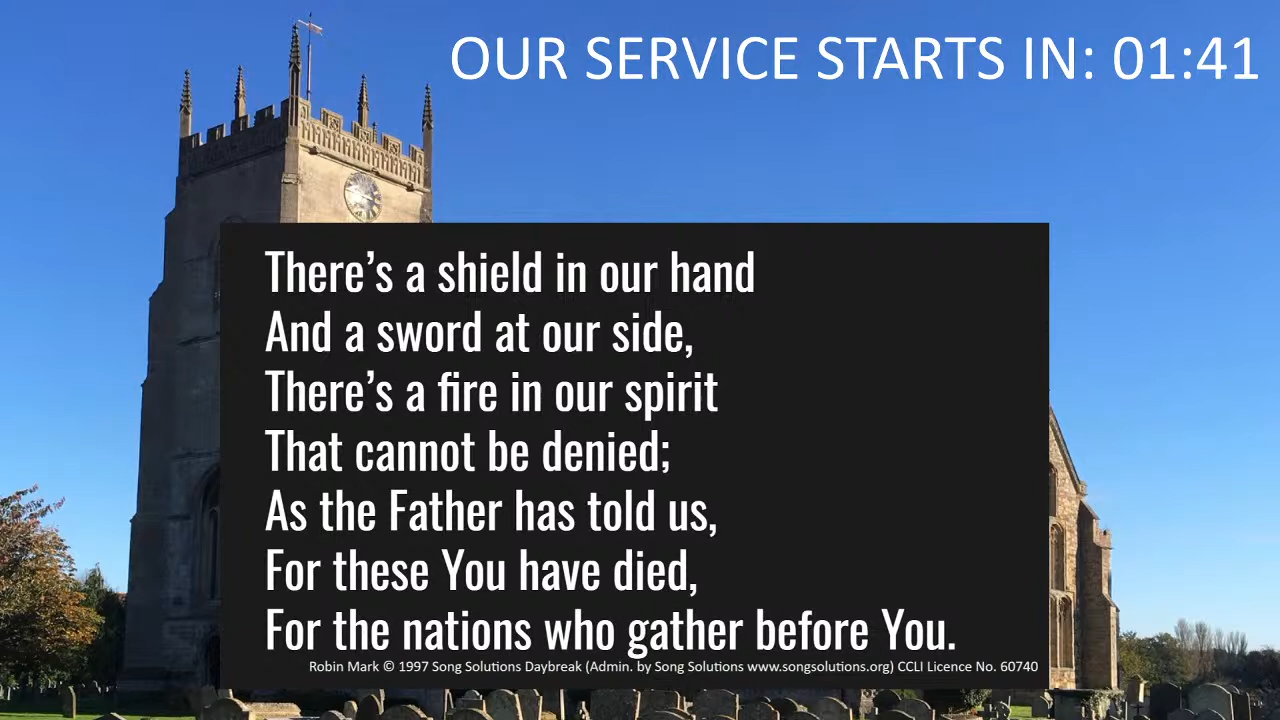 OUR SERVICE STARTS IN: 01:41
There's a shield in our hand
And a sword at our side,
There's a fire in our spirit
That cannot be denied;
As the Father has told us,
For these You have died,
For the nations who gather before You.
Robin Mark © 1997 Song Solutions Daybreak (Admin. by Song Solutions www.songsolutions.org) CCLI Licence No. 60740